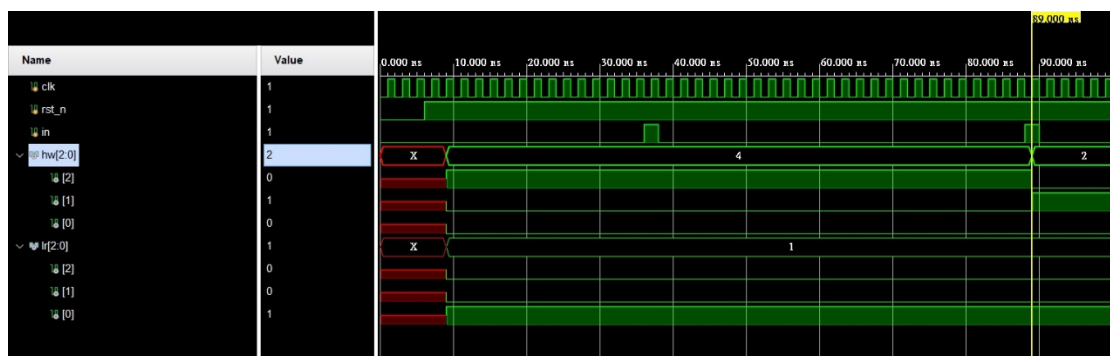 89.000 ns
Name Value 0.000 ns 10.000 ns 20.000 ns 30.000 ns 40.000 ns 50.000 ns 60.000 ns 70.000 ns 80.000 ns 90.000 ns
clk 1
rst_n 1
in 1
hw[2:0] 2 X 4 2
[2] 0
[1] 1
[0] 0
lr[2:0] 1 X 1
[2] 0
[1] 0
[0] 1